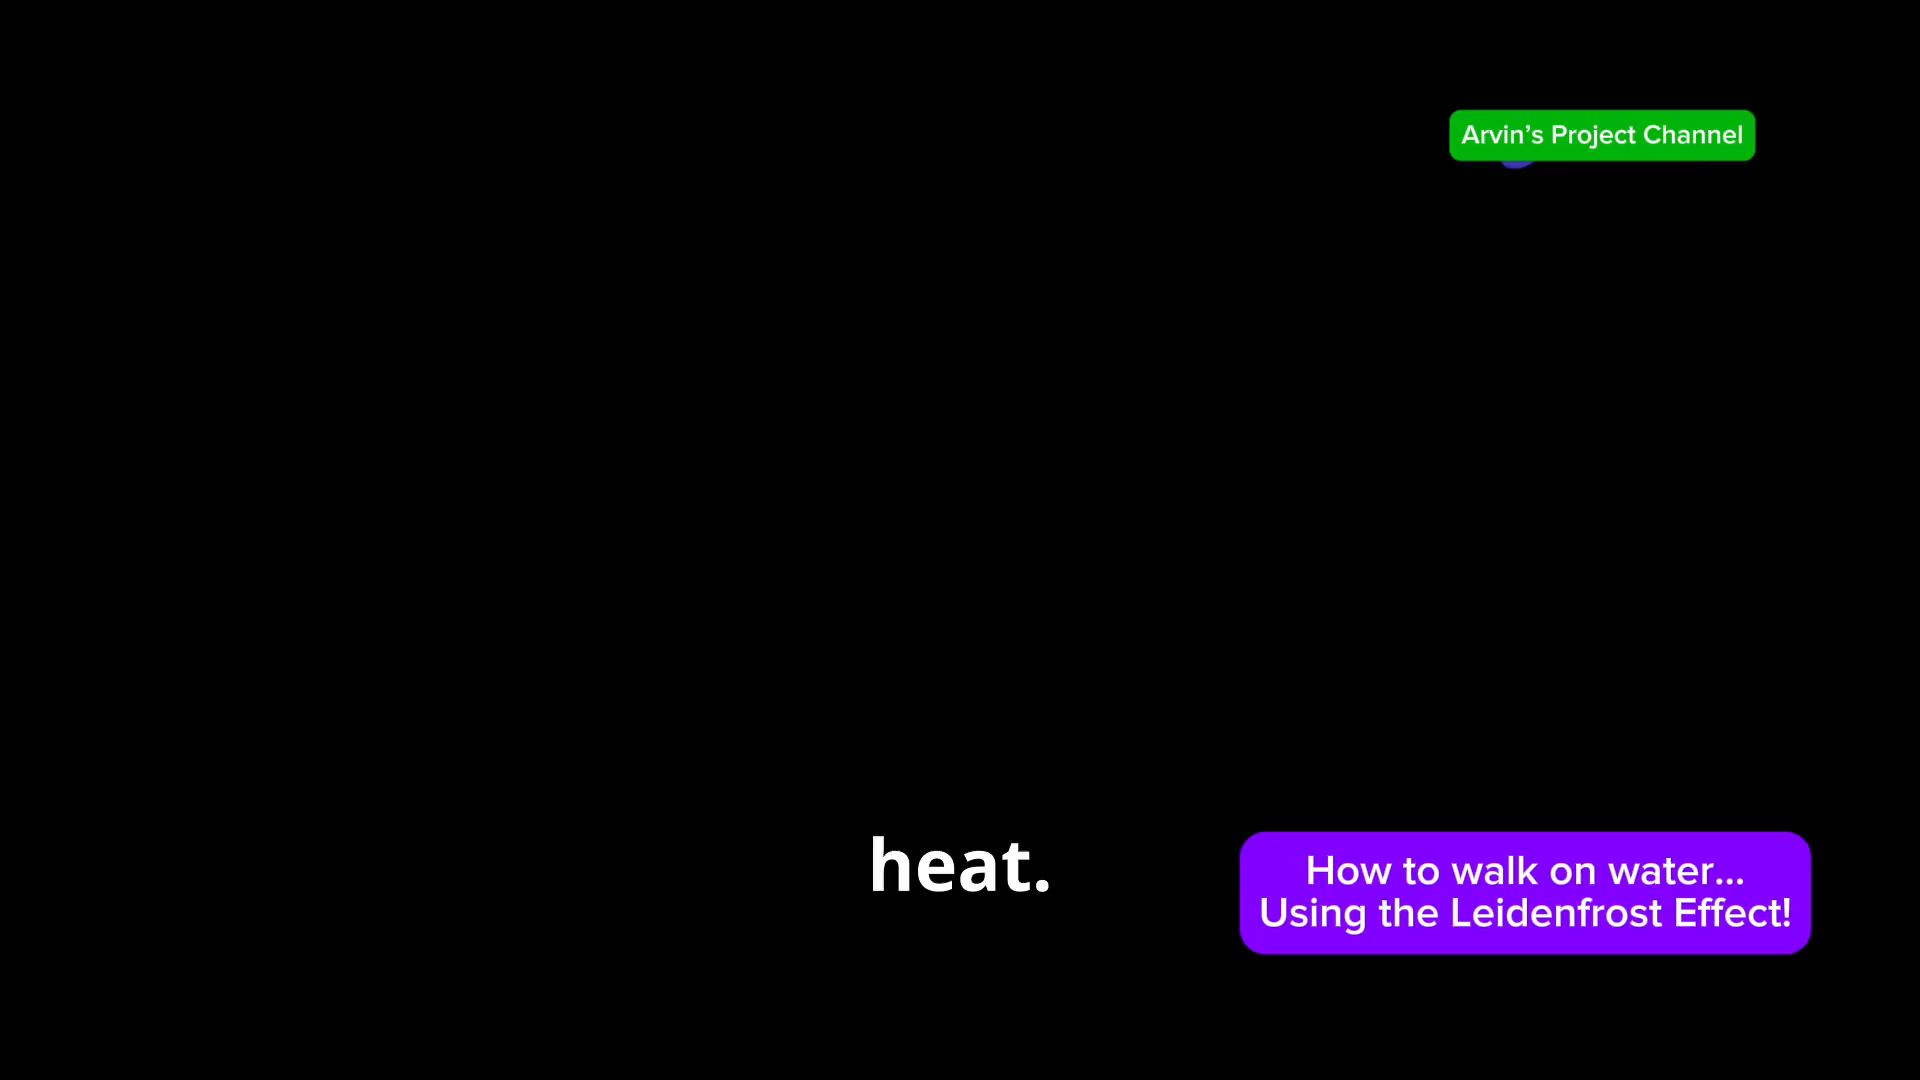 Arvin’s Project Channel
heat.
How to walk on water...
Using the Leidenfrost Effect!